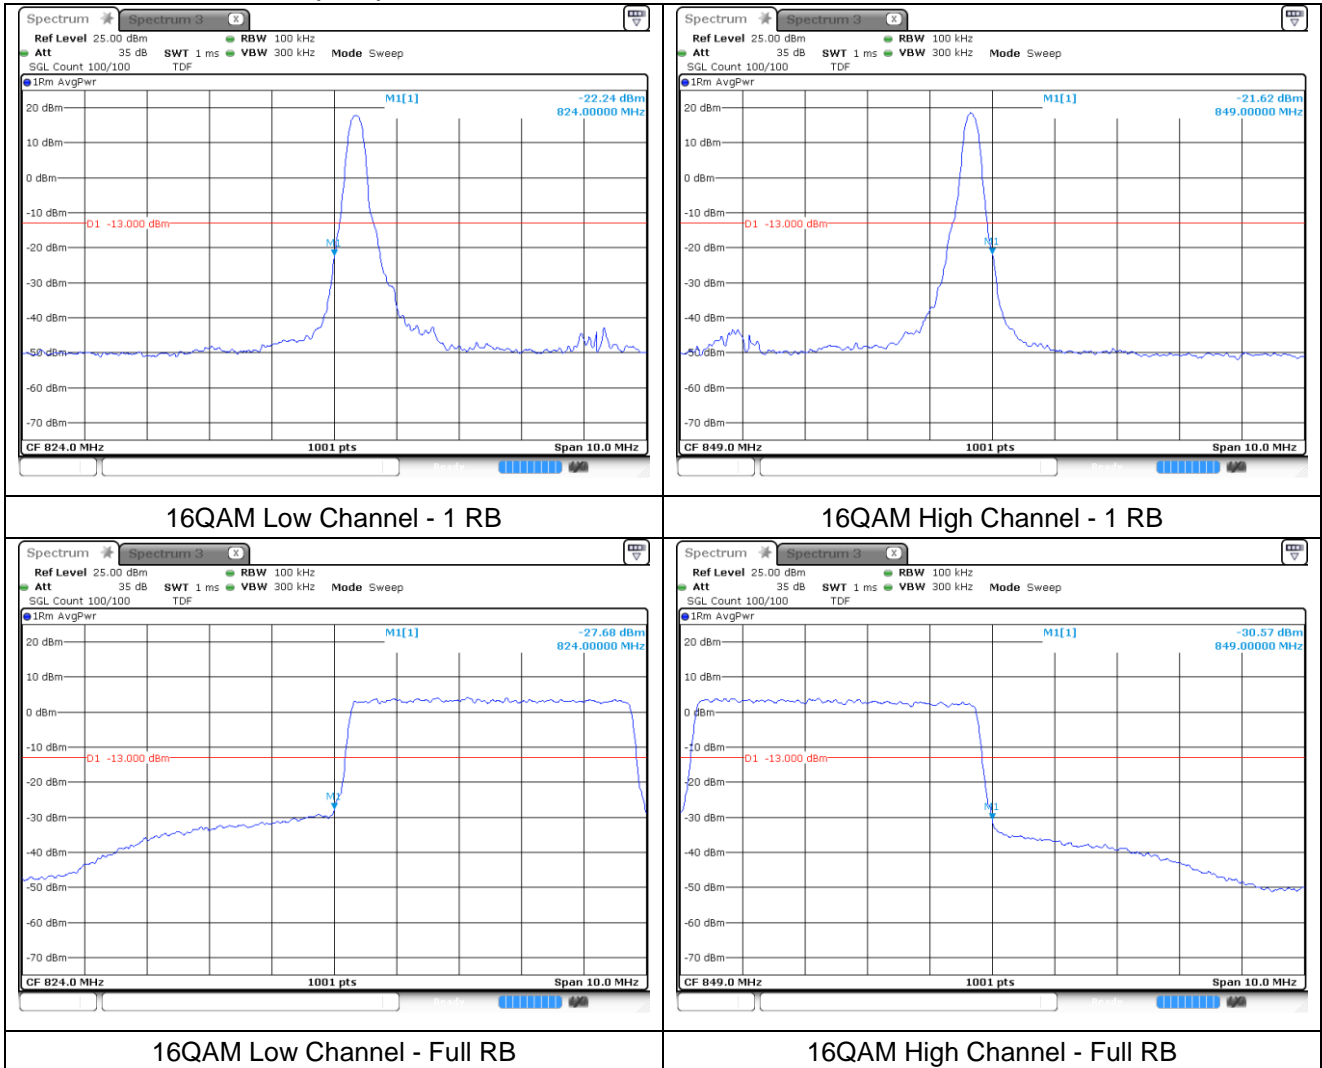 Spectrum Spectrum 3 X
Ref Level 25.00 dBm RBW 100 kHz
Att 35 dB SWT 1 ms VBW 300 kHz Mode Sweep
SGL Count 100/100 TDF
1Rm AvgPwr
M1[1] -22.24 dBm
824.00000 MHz
20 dBm
10 dBm
0 dBm
-10 dBm
D1 -13.000 dBm
-20 dBm
M1
-30 dBm
-40 dBm
-50 dBm
-60 dBm
-70 dBm
CF 824.0 MHz 1001 pts Span 10.0 MHz
Ready
16QAM Low Channel - 1 RB
Spectrum Spectrum 3 X
Ref Level 25.00 dBm RBW 100 kHz
Att 35 dB SWT 1 ms VBW 300 kHz Mode Sweep
SGL Count 100/100 TDF
1Rm AvgPwr
M1[1] -21.62 dBm
849.00000 MHz
20 dBm
10 dBm
0 dBm
-10 dBm
D1 -13.000 dBm
-20 dBm
M1
-30 dBm
-40 dBm
-50 dBm
-60 dBm
-70 dBm
CF 849.0 MHz 1001 pts Span 10.0 MHz
Ready
16QAM High Channel - 1 RB
Spectrum Spectrum 3 X
Ref Level 25.00 dBm RBW 100 kHz
Att 35 dB SWT 1 ms VBW 300 kHz Mode Sweep
SGL Count 100/100 TDF
1Rm AvgPwr
M1[1] -27.68 dBm
824.00000 MHz
20 dBm
10 dBm
0 dBm
-10 dBm
D1 -13.000 dBm
-20 dBm
M1
-30 dBm
-40 dBm
-50 dBm
-60 dBm
-70 dBm
CF 824.0 MHz 1001 pts Span 10.0 MHz
Ready
16QAM Low Channel - Full RB
Spectrum Spectrum 3 X
Ref Level 25.00 dBm RBW 100 kHz
Att 35 dB SWT 1 ms VBW 300 kHz Mode Sweep
SGL Count 100/100 TDF
1Rm AvgPwr
M1[1] -30.57 dBm
849.00000 MHz
20 dBm
10 dBm
0 dBm
-10 dBm
D1 -13.000 dBm
-20 dBm
M1
-30 dBm
-40 dBm
-50 dBm
-60 dBm
-70 dBm
CF 849.0 MHz 1001 pts Span 10.0 MHz
Ready
16QAM High Channel - Full RB